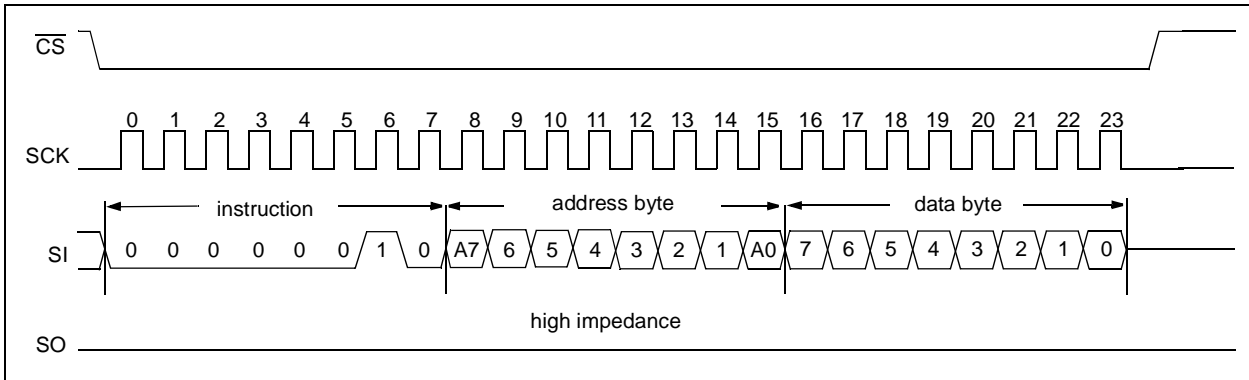 CS
0 1 2 3 4 5 6 7 8 9 10 11 12 13 14 15 16 17 18 19 20 21 22 23
SCK
instruction address byte data byte
SI 0 0 0 0 0 0 1 0 A7 6 5 4 3 2 1 A0 7 6 5 4 3 2 1 0
high impedance
SO